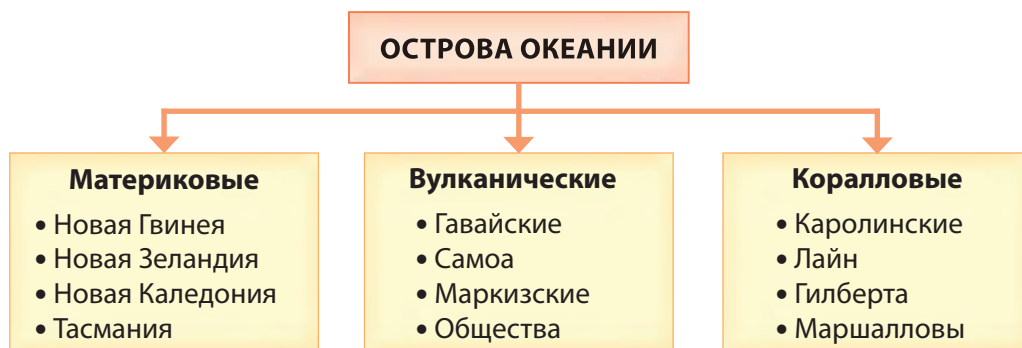 ОСТРОВА ОКЕАНИИ
Материковые
• Новая Гвинея
• Новая Зеландия
• Новая Каледония
• Тасмания
Вулканические
• Гавайские
• Самоа
• Маркизские
• Общества
Коралловые
• Каролинские
• Лайн
• Гилберта
• Маршалловы